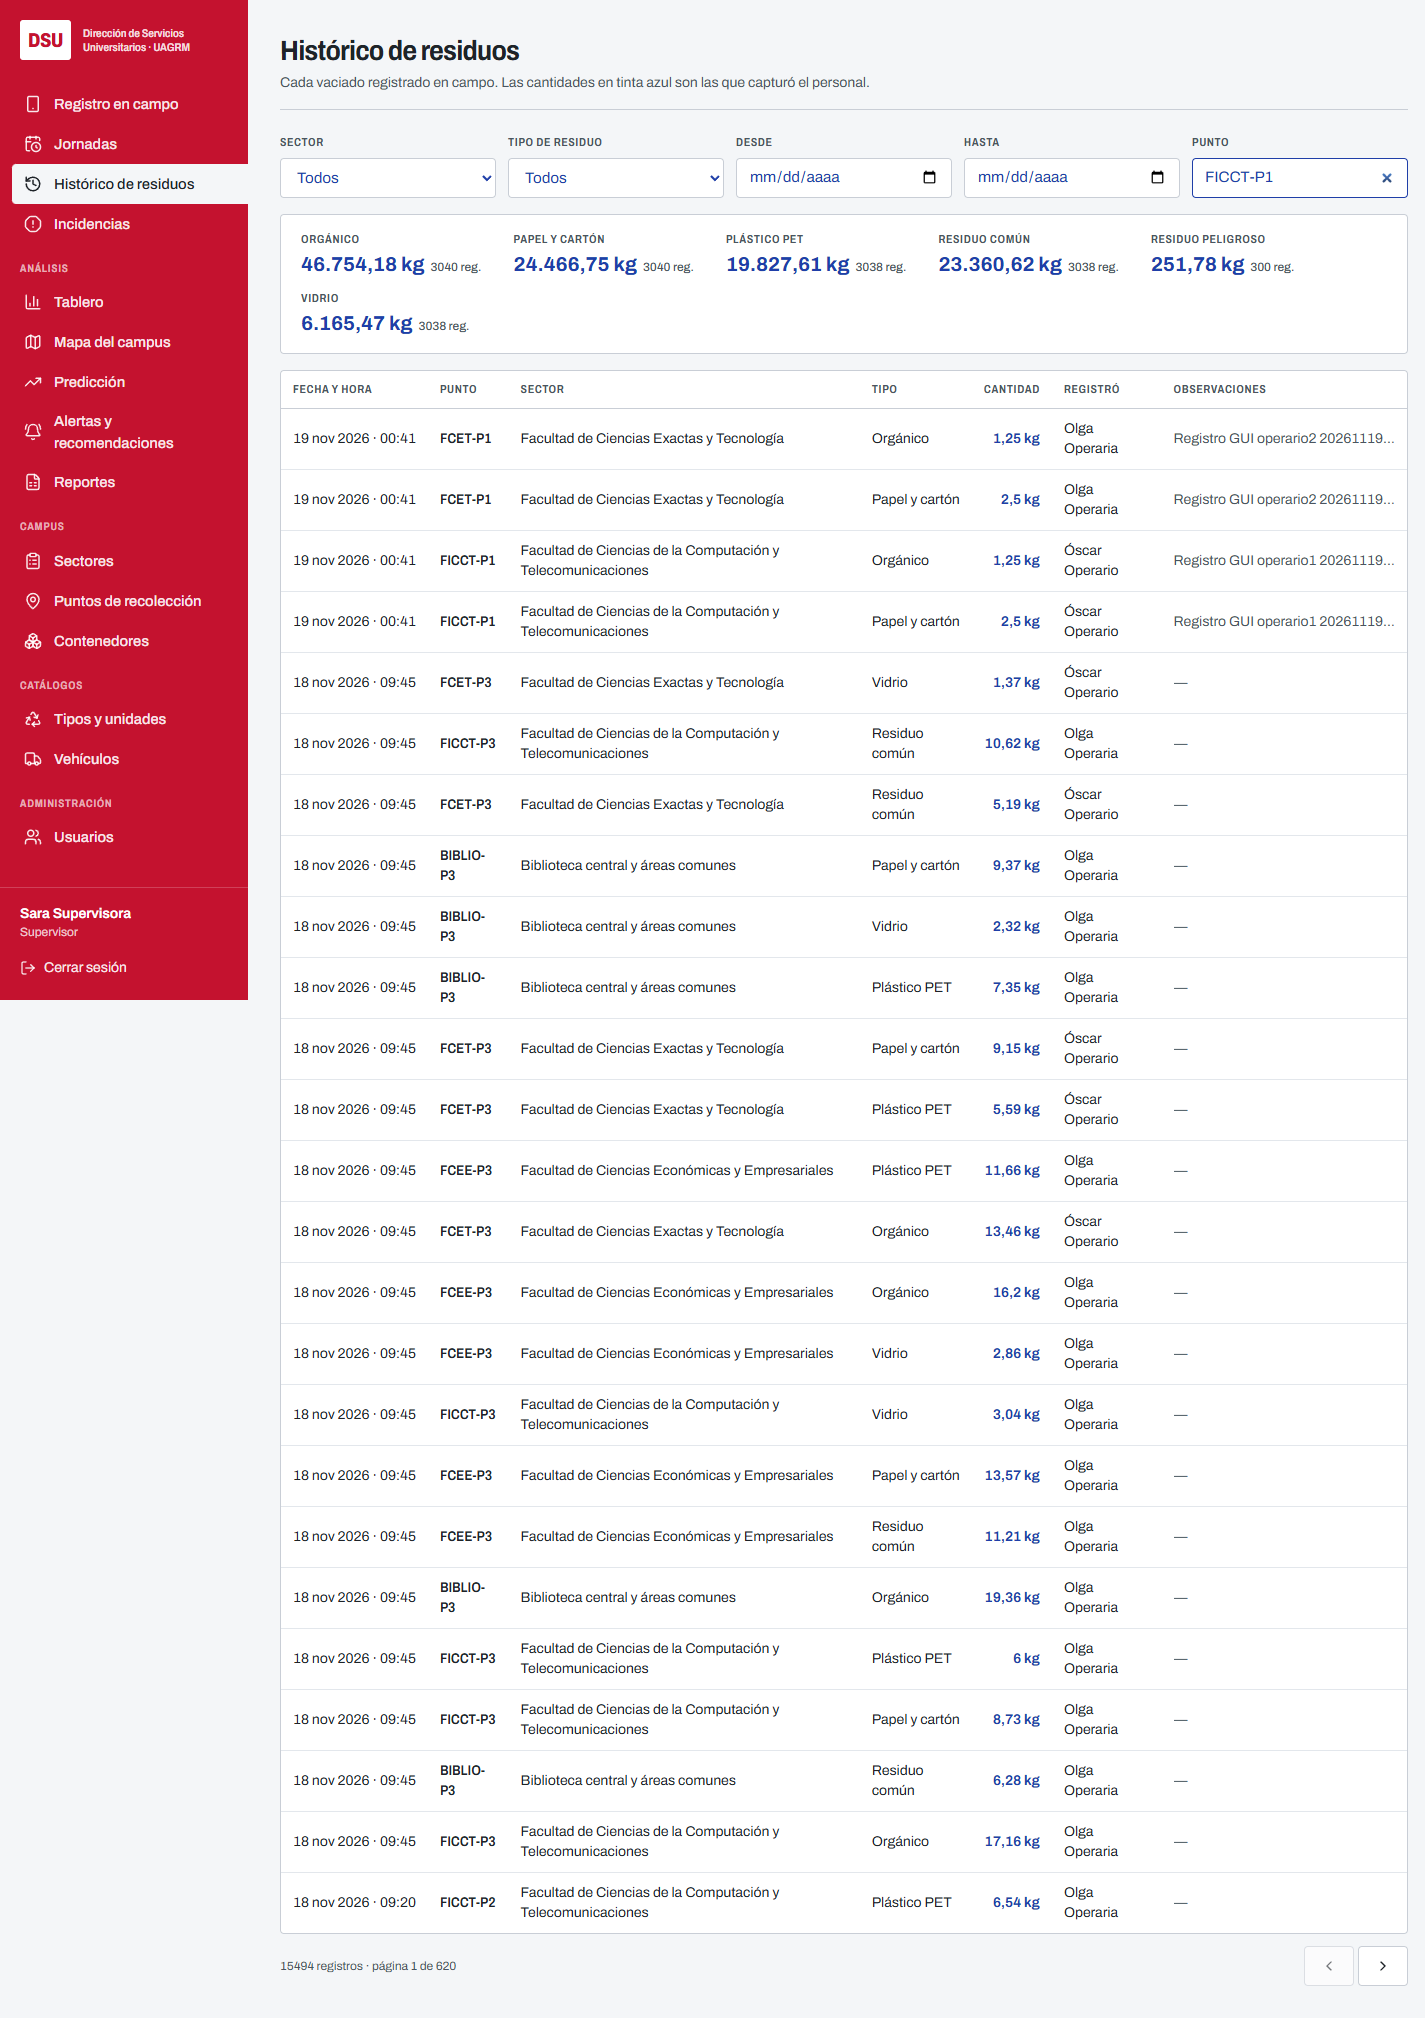 DSU
Dirección de Servicios
Universitarios · UAGRM
Registro en campo
Jornadas
Histórico de residuos
Incidencias
ANÁLISIS
Tablero
Mapa del campus
Predicción
Alertas y
recomendaciones
Reportes
CAMPUS
Sectores
Puntos de recolección
Contenedores
CATÁLOGOS
Tipos y unidades
Vehículos
ADMINISTRACIÓN
Usuarios
Sara Supervisora
Supervisor
Cerrar sesión
Histórico de residuos
Cada vaciado registrado en campo. Las cantidades en tinta azul son las que capturó el personal.
SECTOR TIPO DE RESIDUO DESDE HASTA PUNTO
Todos Todos mm/dd/aaaa mm/dd/aaaa FICCT-P1
ORGÁNICO PAPEL Y CARTÓN PLÁSTICO PET RESIDUO COMÚN RESIDUO PELIGROSO
46.754,18 kg 3040 reg. 24.466,75 kg 3040 reg. 19.827,61 kg 3038 reg. 23.360,62 kg 3038 reg. 251,78 kg 300 reg.
VIDRIO
6.165,47 kg 3038 reg.
FECHA Y HORA PUNTO SECTOR TIPO CANTIDAD REGISTRÓ OBSERVACIONES
19 nov 2026 · 00:41 FCET-P1 Facultad de Ciencias Exactas y Tecnología Orgánico 1,25 kg Olga Operaria Registro GUI operario2 20261119...
19 nov 2026 · 00:41 FCET-P1 Facultad de Ciencias Exactas y Tecnología Papel y cartón 2,5 kg Olga Operaria Registro GUI operario2 20261119...
19 nov 2026 · 00:41 FICCT-P1 Facultad de Ciencias de la Computación y Telecomunicaciones Orgánico 1,25 kg Óscar Operario Registro GUI operario1 20261119...
19 nov 2026 · 00:41 FICCT-P1 Facultad de Ciencias de la Computación y Telecomunicaciones Papel y cartón 2,5 kg Óscar Operario Registro GUI operario1 20261119...
18 nov 2026 · 09:45 FCET-P3 Facultad de Ciencias Exactas y Tecnología Vidrio 1,37 kg Óscar Operario —
18 nov 2026 · 09:45 FICCT-P3 Facultad de Ciencias de la Computación y Telecomunicaciones Residuo común 10,62 kg Olga Operaria —
18 nov 2026 · 09:45 FCET-P3 Facultad de Ciencias Exactas y Tecnología Residuo común 5,19 kg Óscar Operario —
18 nov 2026 · 09:45 BIBLIO-P3 Biblioteca central y áreas comunes Papel y cartón 9,37 kg Olga Operaria —
18 nov 2026 · 09:45 BIBLIO-P3 Biblioteca central y áreas comunes Vidrio 2,32 kg Olga Operaria —
18 nov 2026 · 09:45 BIBLIO-P3 Biblioteca central y áreas comunes Plástico PET 7,35 kg Olga Operaria —
18 nov 2026 · 09:45 FCET-P3 Facultad de Ciencias Exactas y Tecnología Papel y cartón 9,15 kg Óscar Operario —
18 nov 2026 · 09:45 FCET-P3 Facultad de Ciencias Exactas y Tecnología Plástico PET 5,59 kg Óscar Operario —
18 nov 2026 · 09:45 FCEE-P3 Facultad de Ciencias Económicas y Empresariales Plástico PET 11,66 kg Olga Operaria —
18 nov 2026 · 09:45 FCET-P3 Facultad de Ciencias Exactas y Tecnología Orgánico 13,46 kg Óscar Operario —
18 nov 2026 · 09:45 FCEE-P3 Facultad de Ciencias Económicas y Empresariales Orgánico 16,2 kg Olga Operaria —
18 nov 2026 · 09:45 FCEE-P3 Facultad de Ciencias Económicas y Empresariales Vidrio 2,86 kg Olga Operaria —
18 nov 2026 · 09:45 FICCT-P3 Facultad de Ciencias de la Computación y Telecomunicaciones Vidrio 3,04 kg Olga Operaria —
18 nov 2026 · 09:45 FCEE-P3 Facultad de Ciencias Económicas y Empresariales Papel y cartón 13,57 kg Olga Operaria —
18 nov 2026 · 09:45 FCEE-P3 Facultad de Ciencias Económicas y Empresariales Residuo común 11,21 kg Olga Operaria —
18 nov 2026 · 09:45 BIBLIO-P3 Biblioteca central y áreas comunes Orgánico 19,36 kg Olga Operaria —
18 nov 2026 · 09:45 FICCT-P3 Facultad de Ciencias de la Computación y Telecomunicaciones Plástico PET 6 kg Olga Operaria —
18 nov 2026 · 09:45 FICCT-P3 Facultad de Ciencias de la Computación y Telecomunicaciones Papel y cartón 8,73 kg Olga Operaria —
18 nov 2026 · 09:45 BIBLIO-P3 Biblioteca central y áreas comunes Residuo común 6,28 kg Olga Operaria —
18 nov 2026 · 09:45 FICCT-P3 Facultad de Ciencias de la Computación y Telecomunicaciones Orgánico 17,16 kg Olga Operaria —
18 nov 2026 · 09:20 FICCT-P2 Facultad de Ciencias de la Computación y Telecomunicaciones Plástico PET 6,54 kg Olga Operaria —
15494 registros · página 1 de 620